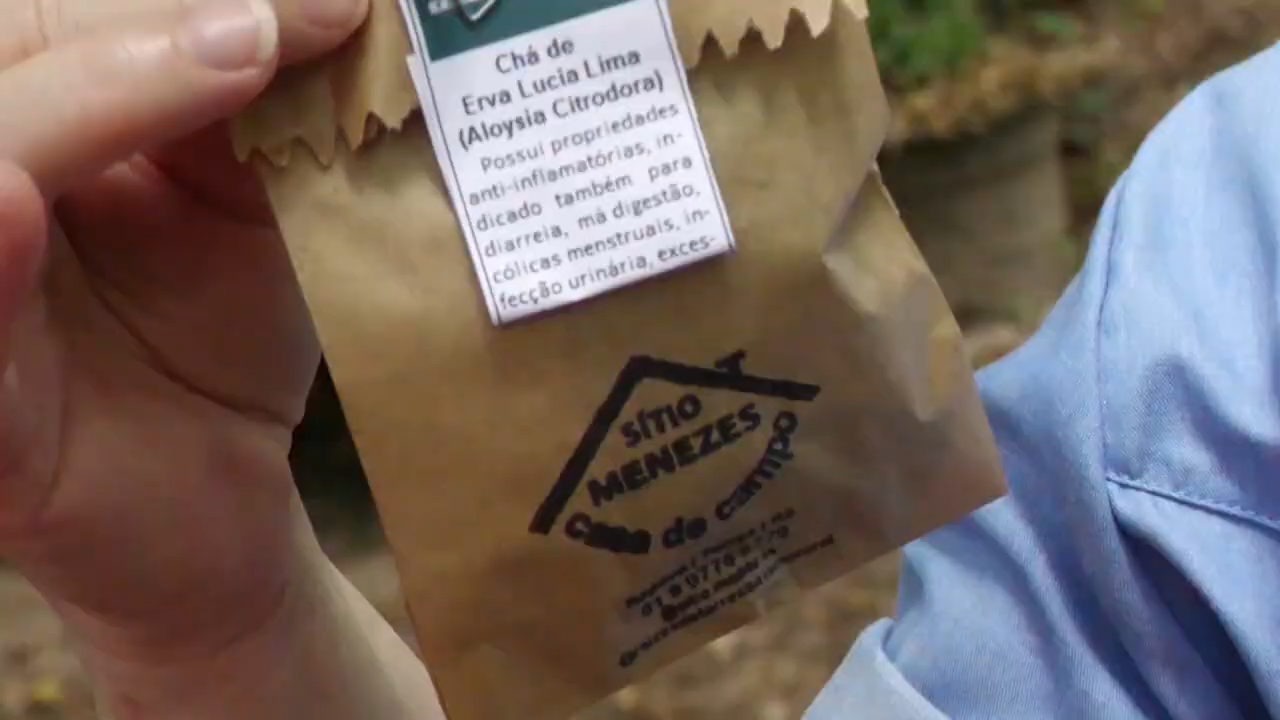 Chá de
Erva Lucia Lima
(Aloysia Citrodora)
Possui propriedades
anti-inflamatórias, in-
dicado também para
diarreia, má digestão,
cólicas menstruais, in-
fecção urinária, exces-
SÍTIO
MENEZES
casa de campo